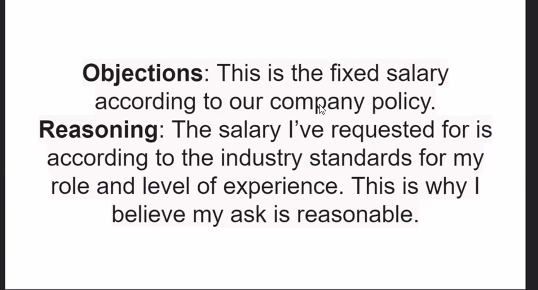 Objections: This is the fixed salary
according to our company policy.
Reasoning: The salary I’ve requested for is
according to the industry standards for my
role and level of experience. This is why I
believe my ask is reasonable.